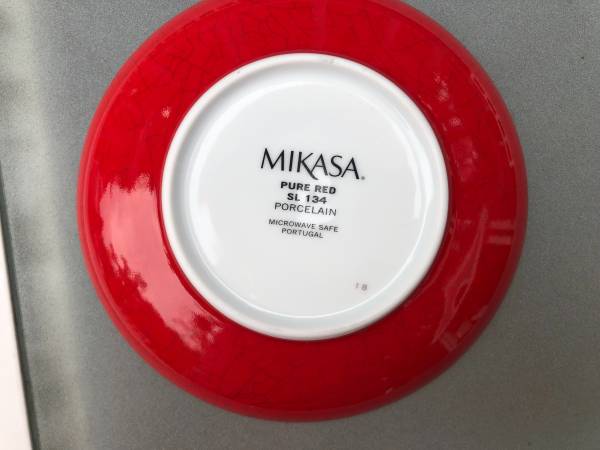 MIKASA®
PURE RED
SL 134
PORCELAIN
MICROWAVE SAFE
PORTUGAL
18